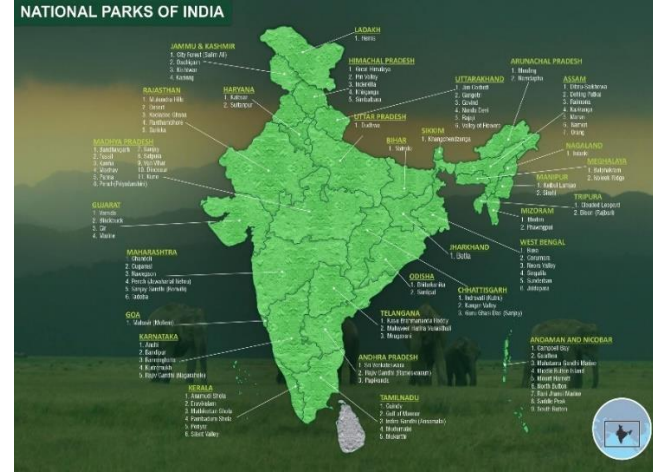 NATIONAL PARKS OF INDIA
LADAKH
1. Hemis
JAMMU & KASHMIR
1. City Forest (Salim Ali)
2. Dachigam
3. Kishtwar
4. Kazinag
HIMACHAL PRADESH
1. Great Himalaya
2. Pin Valley
3. Inderkilla
4. Khirganga
5. Simbalbara
UTTARAKHAND
1. Jim Corbett
2. Gangotri
3. Govind
4. Nanda Devi
5. Rajaji
6. Valley of Flowers
ARUNACHAL PRADESH
1. Mouling
2. Namdapha
ASSAM
1. Dibru-Saikhowa
2. Dehing Patkai
3. Raimona
4. Kaziranga
5. Manas
6. Nameri
7. Orang
RAJASTHAN
1. Mukundra Hills
2. Desert
3. Keoladeo Ghana
4. Ranthambhore
5. Sariska
HARYANA
1. Kalesar
2. Sultanpur
UTTAR PRADESH
1. Dudhwa
BIHAR
1. Valmiki
SIKKIM
1. Khangchendzonga
NAGALAND
1. Intanki
MEGHALAYA
1. Balphakram
2. Nokrek Ridge
MANIPUR
1. Keibul Lamjao
2. Shiroi
TRIPURA
1. Clouded Leopard
2. Bison (Rajbari)
MIZORAM
1. Murlen
2. Phawngpui
MADHYA PRADESH
1. Bandhavgarh
2. Fossil
3. Kanha
4. Madhav
5. Panna
6. Pench(Priyadarshini)
7. Sanjay
8. Satpura
9. Van Vihar
10. Dinosaur
11. Kuno
GUJARAT
1. Vansda
2. Blackbuck
3. Gir
4. Marine
MAHARASHTRA
1. Chandoli
2. Gugamal
3. Nawegaon
4. Pench (Jawaharlal Nehru)
5. Sanjay Gandhi (Borivali)
6. Tadoba
JHARKHAND
1. Betla
WEST BENGAL
1. Buxa
2. Gorumara
3. Neora Valley
4. Singalila
5. Sunderban
6. Jaldapara
ODISHA
1. Bhitarkanika
2. Simlipal
CHHATTISGARH
1. Indravati (Kutru)
2. Kanger Valley
3. Guru Ghasi Das (Sanjay)
GOA
1. Mahavir (Mollem)
KARNATAKA
1. Anshi
2. Bandipur
3. Bannerghatta
4. Kudremukh
5. Rajiv Gandhi (Nagarahole)
TELANGANA
1. Kasu Brahmananda Reddy
2. Mahaveer Harina Vanasthali
3. Mrugavani
ANDHRA PRADESH
1. Sri Venkateswara
2. Rajiv Gandhi (Rameswaram)
3. Papikonda
KERALA
1. Anamudi Shola
2. Eravikulam
3. Mathikettan Shola
4. Pambadum Shola
5. Periyar
6. Silent Valley
TAMILNADU
1. Guindy
2. Gulf of Mannar
3. Indira Gandhi (Annamalai)
4. Mudumalai
5. Mukurthi
ANDAMAN AND NICOBAR
1. Campbell Bay
2. Galathea
3. Mahatama Gandhi Marine
4. Middle Button Island
5. Mount Harriett
6. North Button
7. Rani Jhansi Marine
8. Saddle Peak
9. South Button